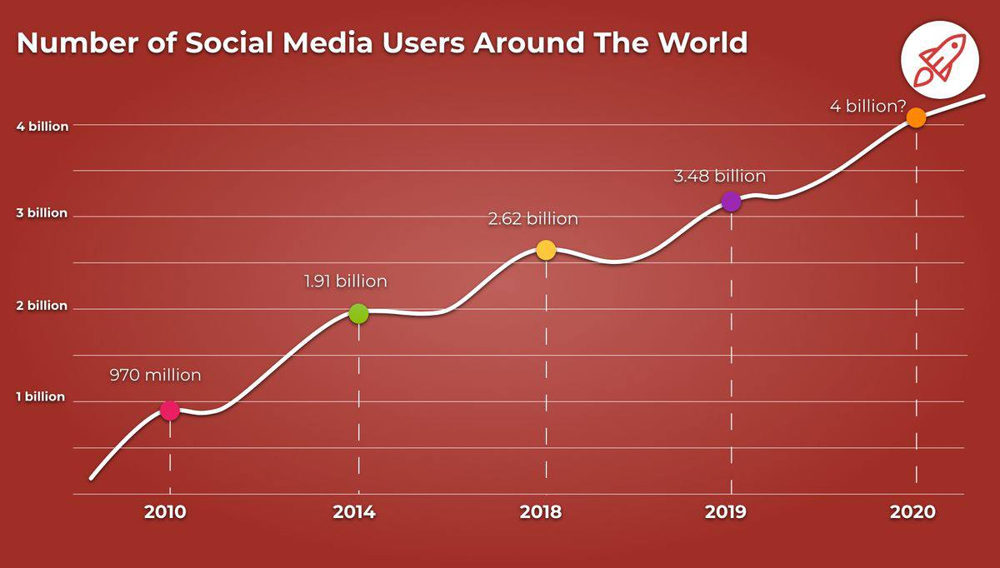 Number of Social Media Users Around The World
4 billion?
4 billion
3.48 billion
3 billion
2.62 billion
1.91 billion
2 billion
970 million
1 billion
2010 2014 2018 2019 2020